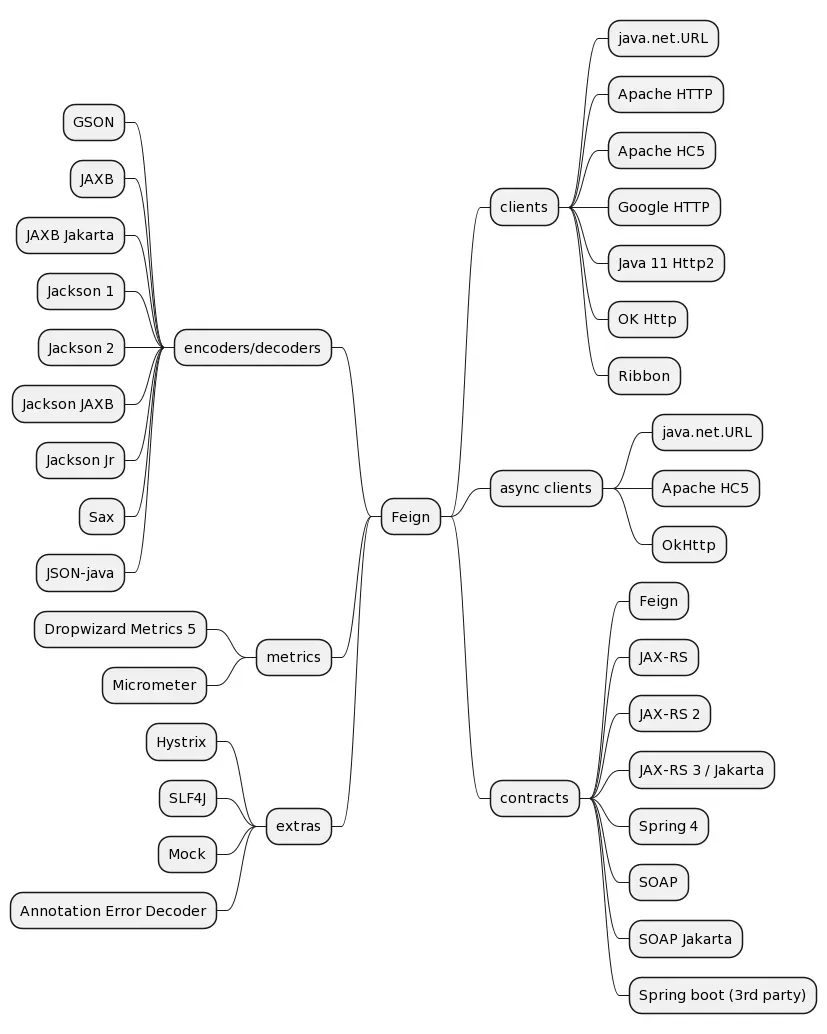 Feign
clients
java.net.URL
Apache HTTP
Apache HC5
Google HTTP
Java 11 Http2
OK Http
Ribbon
async clients
java.net.URL
Apache HC5
OkHttp
contracts
Feign
JAX-RS
JAX-RS 2
JAX-RS 3 / Jakarta
Spring 4
SOAP
SOAP Jakarta
Spring boot (3rd party)
encoders/decoders
GSON
JAXB
JAXB Jakarta
Jackson 1
Jackson 2
Jackson JAXB
Jackson Jr
Sax
JSON-java
metrics
Dropwizard Metrics 5
Micrometer
extras
Hystrix
SLF4J
Mock
Annotation Error Decoder